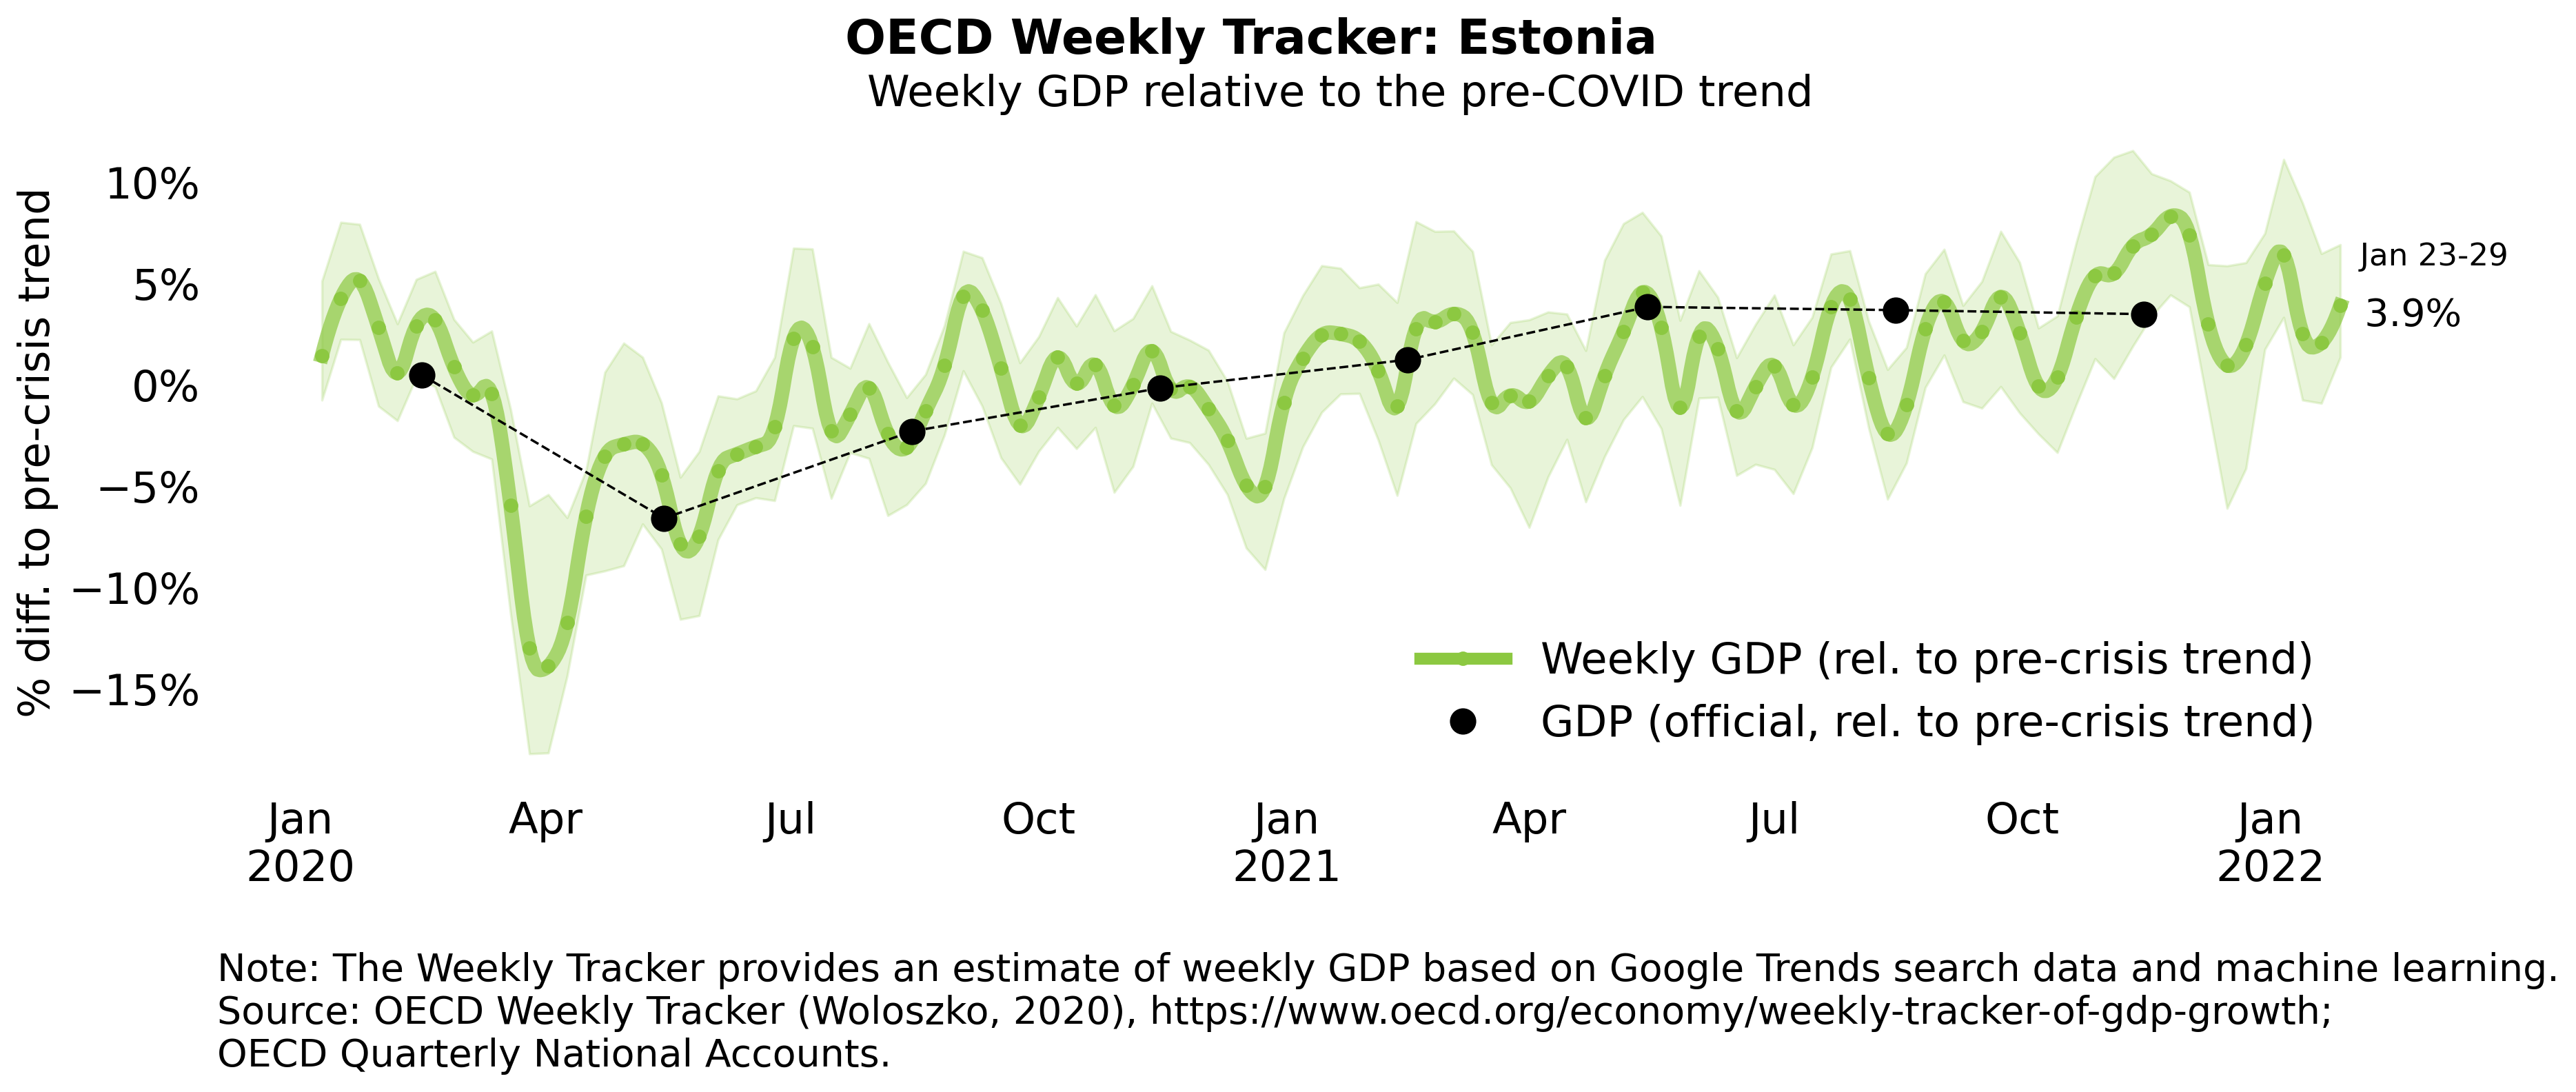 OECD Weekly Tracker: Estonia
Weekly GDP relative to the pre-COVID trend
% diff. to pre-crisis trend
10%
5%
0%
−5%
−10%
−15%
Jan 23-29
3.9%
Weekly GDP (rel. to pre-crisis trend)
GDP (official, rel. to pre-crisis trend)
Jan Apr Jul Oct Jan Apr Jul Oct Jan
2020 2021 2022
Note: The Weekly Tracker provides an estimate of weekly GDP based on Google Trends search data and machine learning.
Source: OECD Weekly Tracker (Woloszko, 2020), https://www.oecd.org/economy/weekly-tracker-of-gdp-growth;
OECD Quarterly National Accounts.